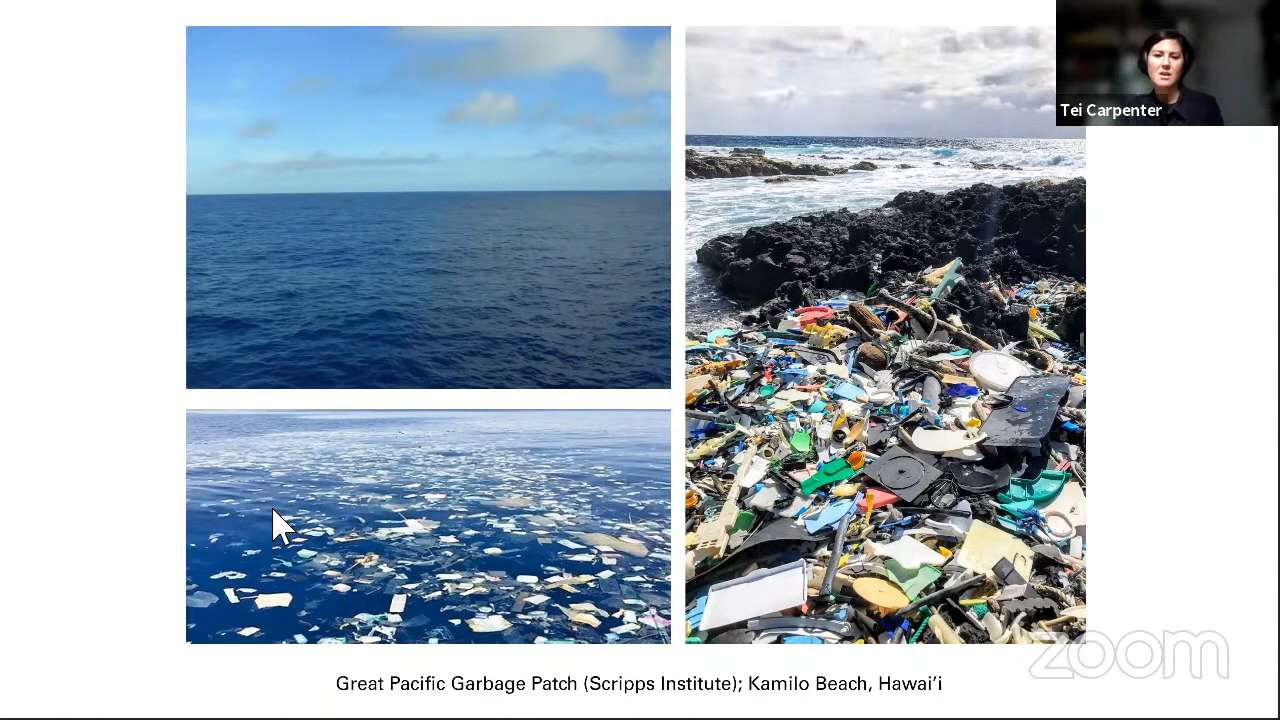 Tei Carpenter
zoom
Great Pacific Garbage Patch (Scripps Institute); Kamilo Beach, Hawai'i